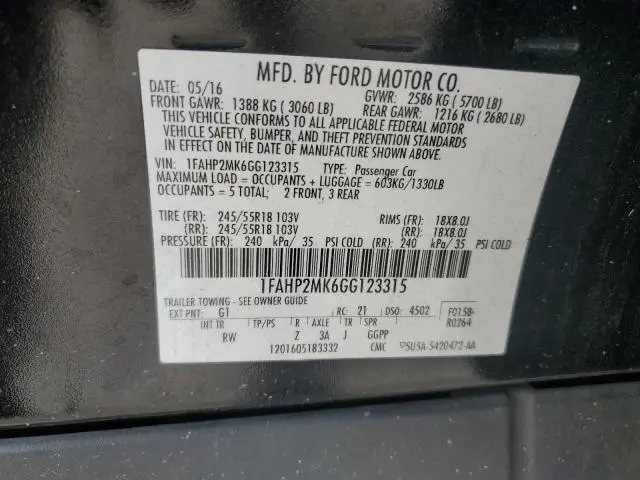 MFD. BY FORD MOTOR CO.
DATE: 05/16 GVWR: 2586 KG ( 5700 LB)
FRONT GAWR: 1388 KG ( 3060 LB) REAR GAWR: 1216 KG ( 2680 LB)
THIS VEHICLE CONFORMS TO ALL APPLICABLE FEDERAL MOTOR
VEHICLE SAFETY, BUMPER, AND THEFT PREVENTION STANDARDS
IN EFFECT ON THE DATE OF MANUFACTURE SHOWN ABOVE.
VIN: 1FAHP2MK6GG123315 TYPE: Passenger Car
MAXIMUM LOAD = OCCUPANTS + LUGGAGE = 603KG/1330LB
OCCUPANTS = 5 TOTAL; 2 FRONT, 3 REAR
TIRE (FR): 245/55R18 103V RIMS (FR): 18X8.0J
(RR): 245/55R18 103V (RR): 18X8.0J
PRESSURE (FR): 240 kPa/ 35 PSI COLD (RR): 240 kPa/ 35 PSI COLD
1FAHP2MK6GG123315
TRAILER TOWING - SEE OWNER GUIDE
EXT PNT: G1 RC: 21 DSO: 4502 F0158-
R0264
INT TR TP/PS R AXLE TR SPR
RW Z 3A J GGPP
1201605183332 CMC 5U5A-5420472-AA